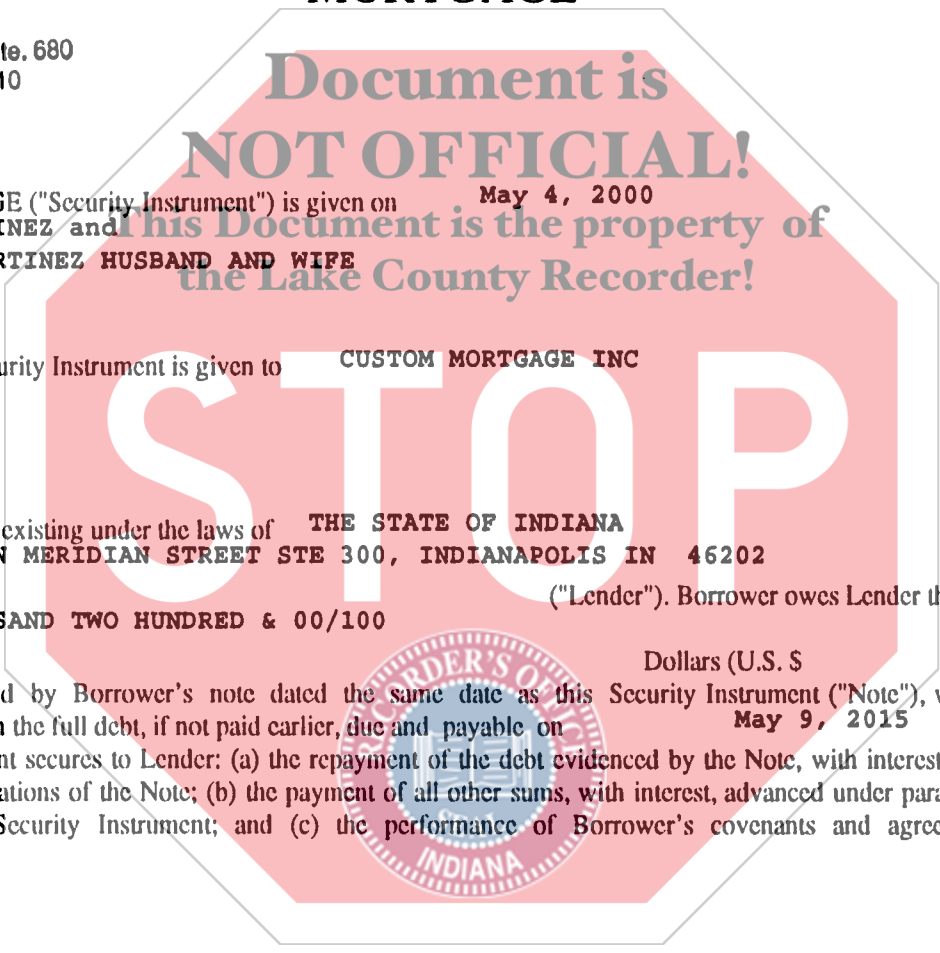 MORTGAGE
te. 680
10
Document is
NOT OFFICIAL!
E ("Security Instrument") is given on May 4, 2000
INEZ and
This Document is the property of
RTINEZ HUSBAND AND WIFE
the Lake County Recorder!
urity Instrument is given to CUSTOM MORTGAGE INC
STOP
existing under the laws of THE STATE OF INDIANA
N MERIDIAN STREET STE 300, INDIANAPOLIS IN 46202
("Lender"). Borrower owes Lender th
SAND TWO HUNDRED & 00/100
Dollars (U.S. $
d by Borrower's note dated the same date as this Security Instrument ("Note"), w
the full debt, if not paid earlier, due and payable on May 9, 2015
nt secures to Lender: (a) the repayment of the debt evidenced by the Note, with interest
ations of the Note; (b) the payment of all other sums, with interest, advanced under para
Security Instrument; and (c) the performance of Borrower's covenants and agree
RECORDER'S OFFICE
SEAL
INDIANA